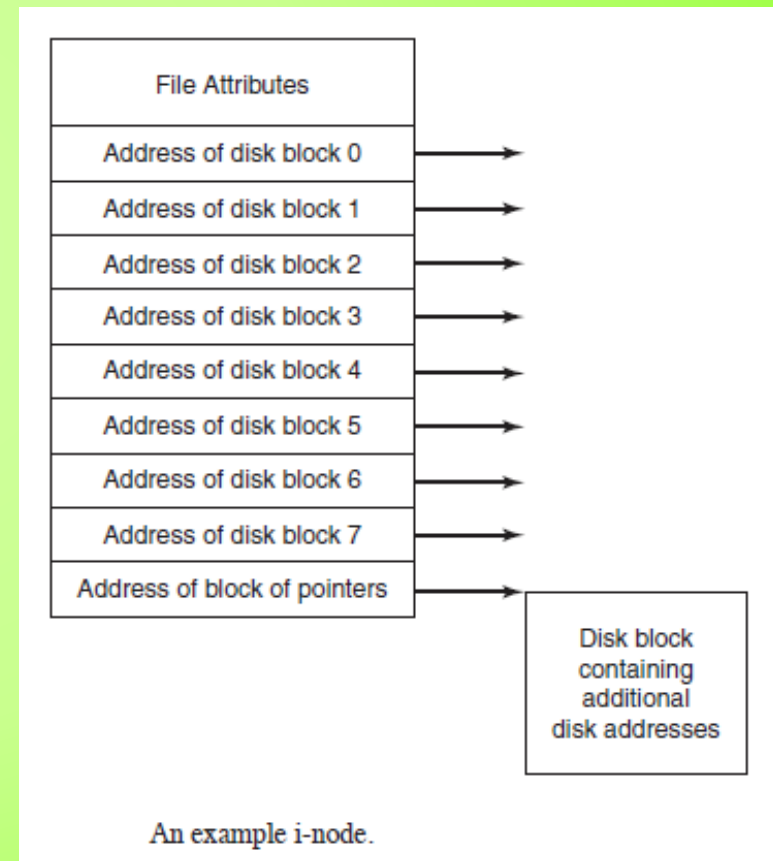 File Attributes
Address of disk block 0
Address of disk block 1
Address of disk block 2
Address of disk block 3
Address of disk block 4
Address of disk block 5
Address of disk block 6
Address of disk block 7
Address of block of pointers
Disk block
containing
additional
disk addresses
An example i-node.